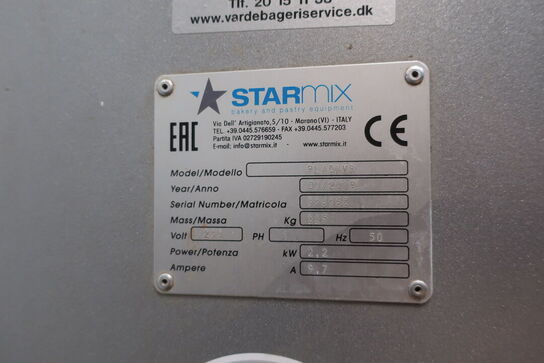 Tlf. 20 15 11 58
www.vardebageriservice.dk
STARmix
bakery and pastry equipment
EAC
Via Dell' Artigianato,5/10 - Marano(VI) - ITALY
TEL +39.0445.576659 - FAX +39.0445.577203
Partita IVA 02729190245
E-mail: info@starmix.it - www.starmix.it
CE
Model/Modello
Year/Anno
Serial Number/Matricola
Mass/Massa Kg
Volt PH Hz 50
Power/Potenza kW 2,2
Ampere A 9,7